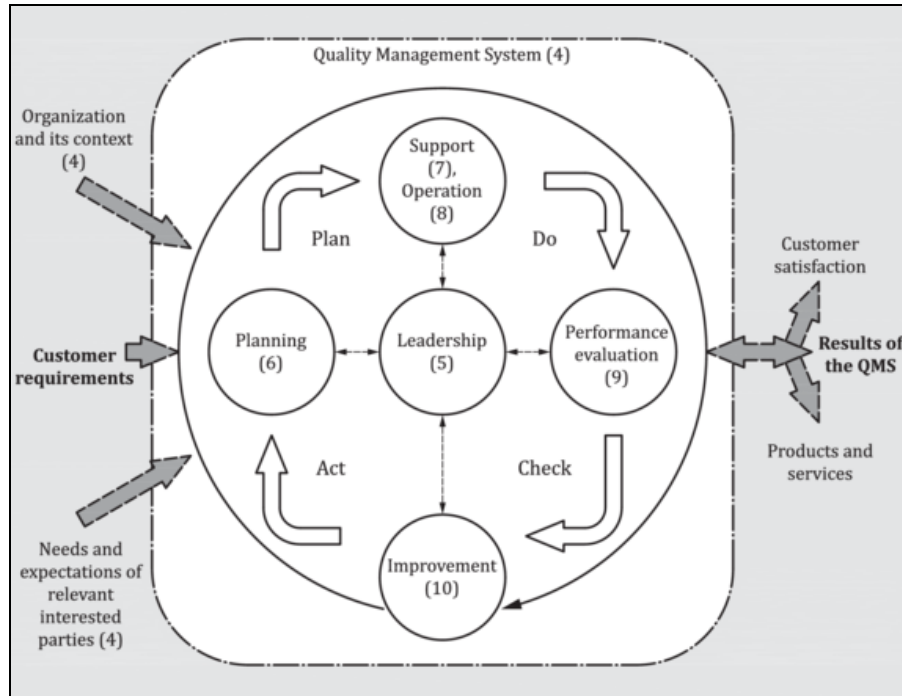 Quality Management System (4)
Organization
and its context
(4)
Support
(7),
Operation
(8)
Plan
Do
Customer
satisfaction
Planning
(6)
Leadership
(5)
Performance
evaluation
(9)
Customer
requirements
Results of
the QMS
Act
Check
Products and
services
Needs and
expectations of
relevant
interested
parties (4)
Improvement
(10)